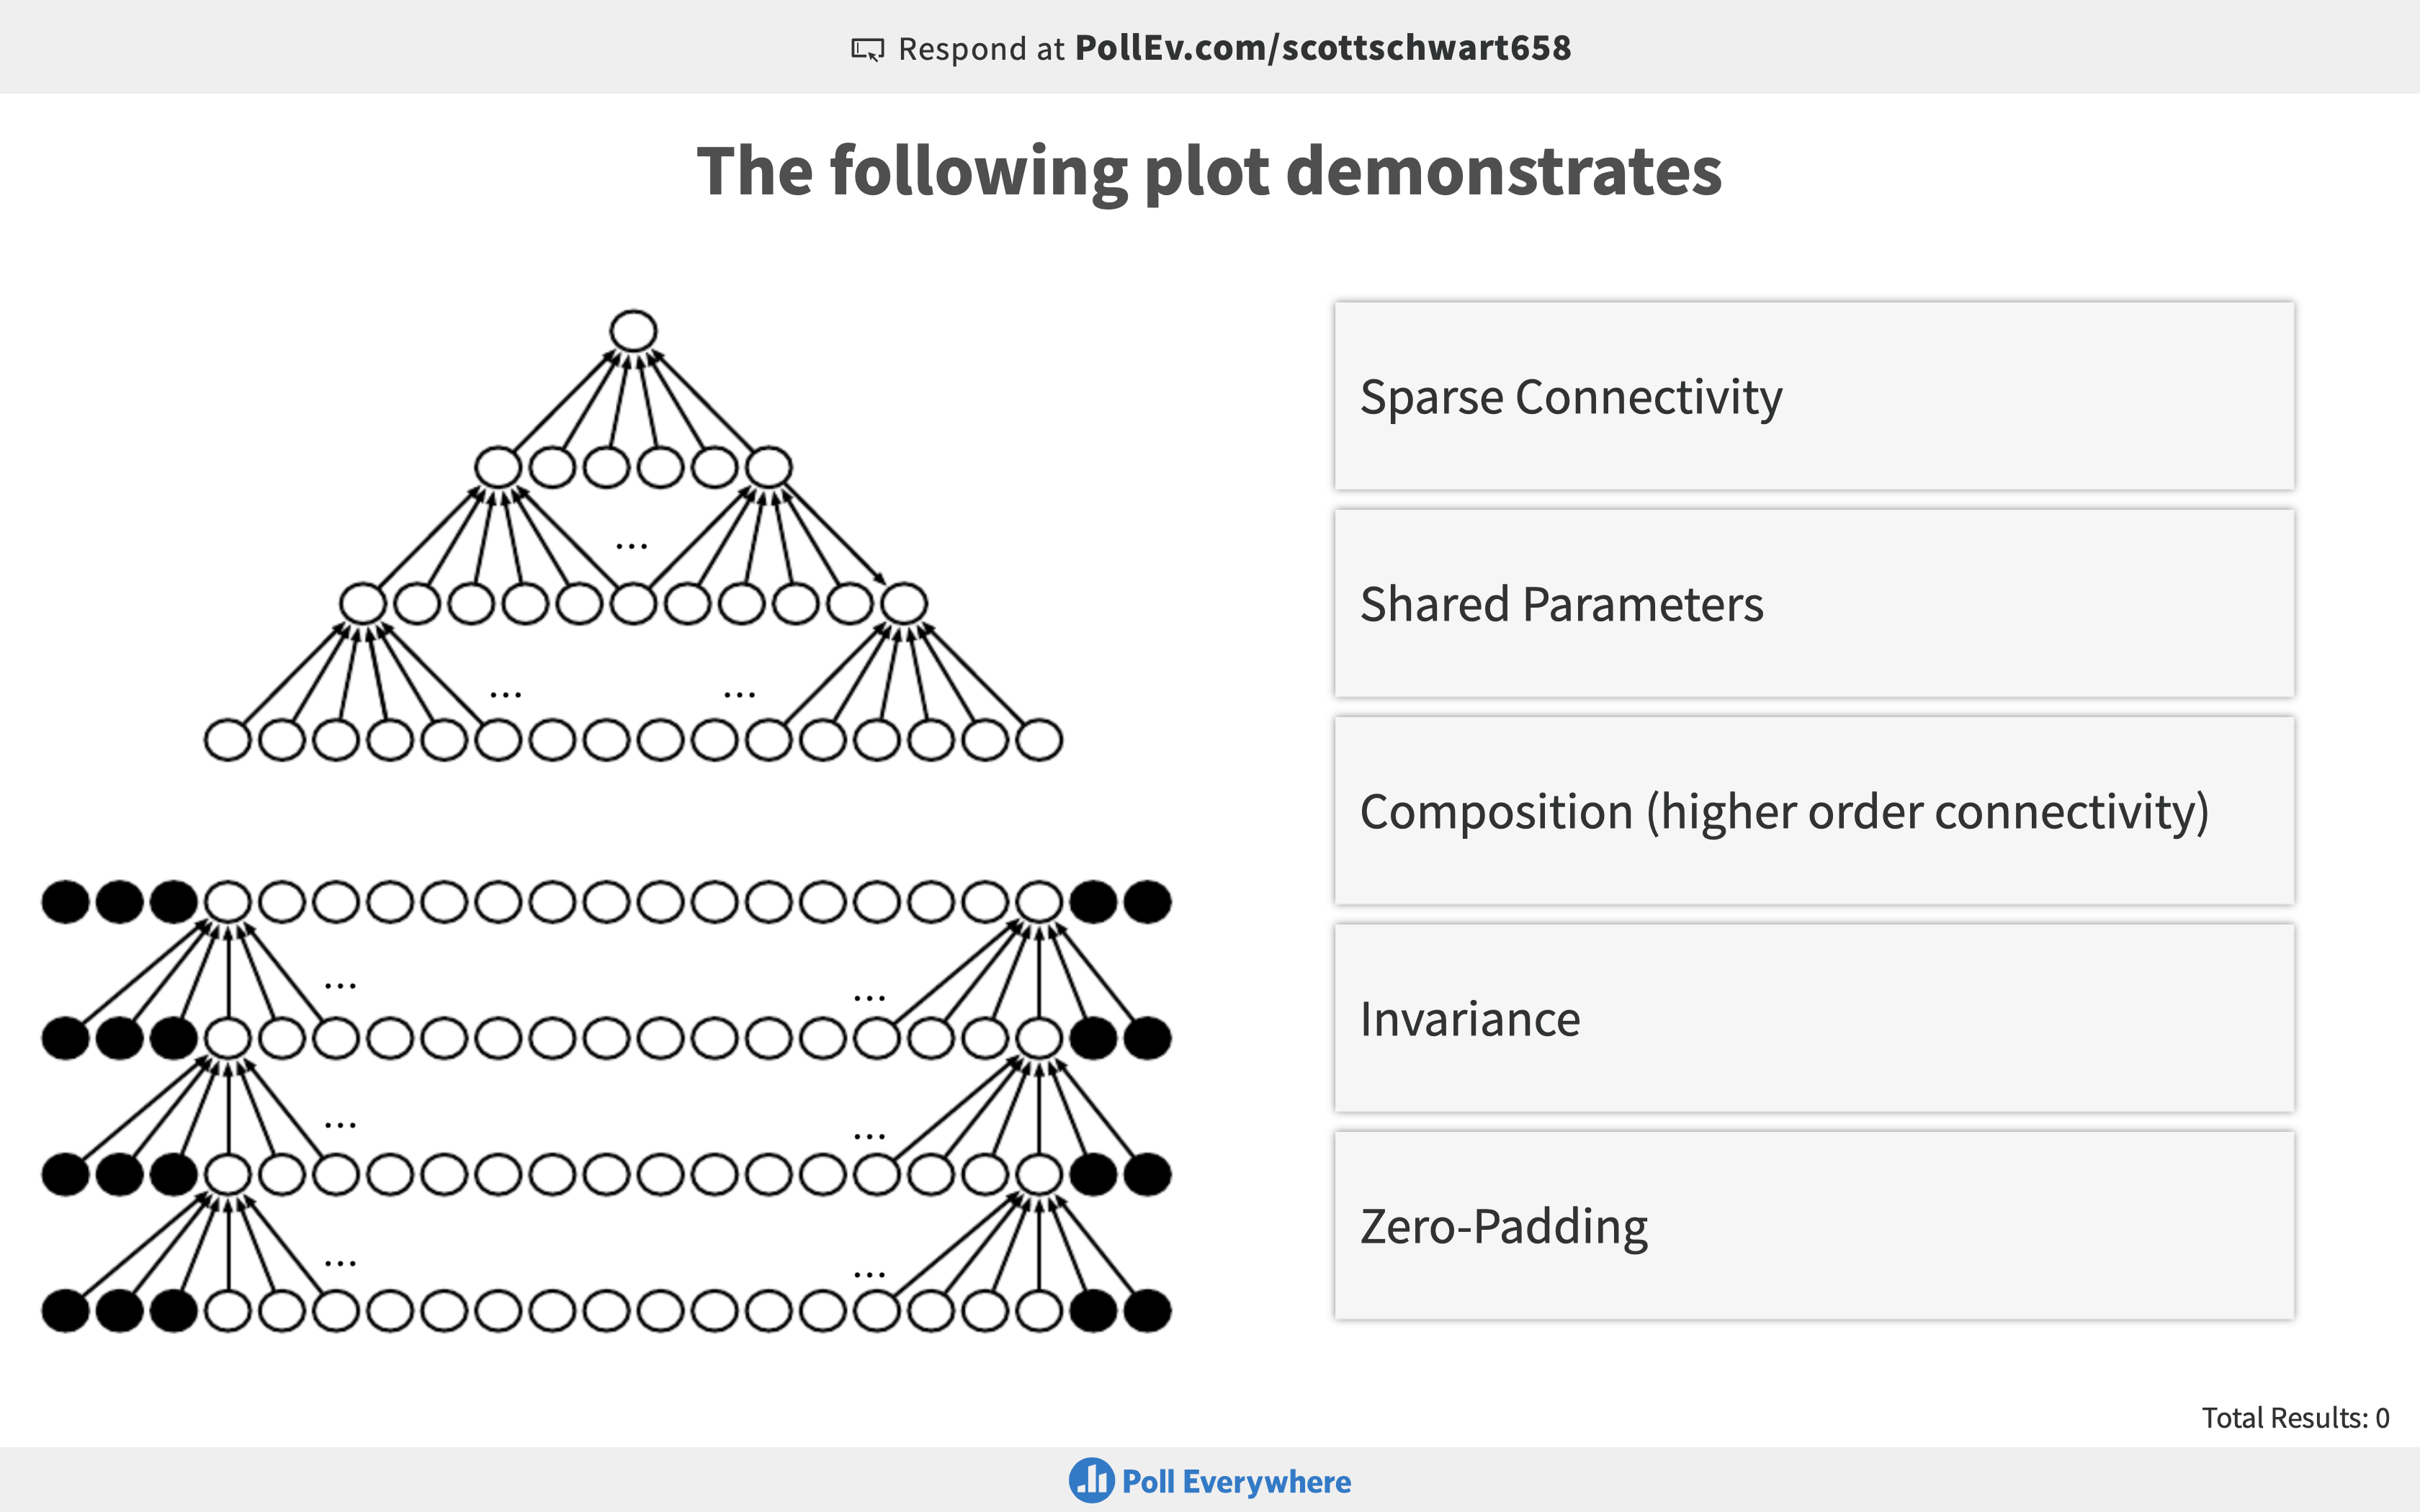 Respond at PollEv.com/scottschwart658
The following plot demonstrates
...
... ...
... ...
... ...
... ...
Sparse Connectivity
Shared Parameters
Composition (higher order connectivity)
Invariance
Zero-Padding
Total Results: 0
Poll Everywhere